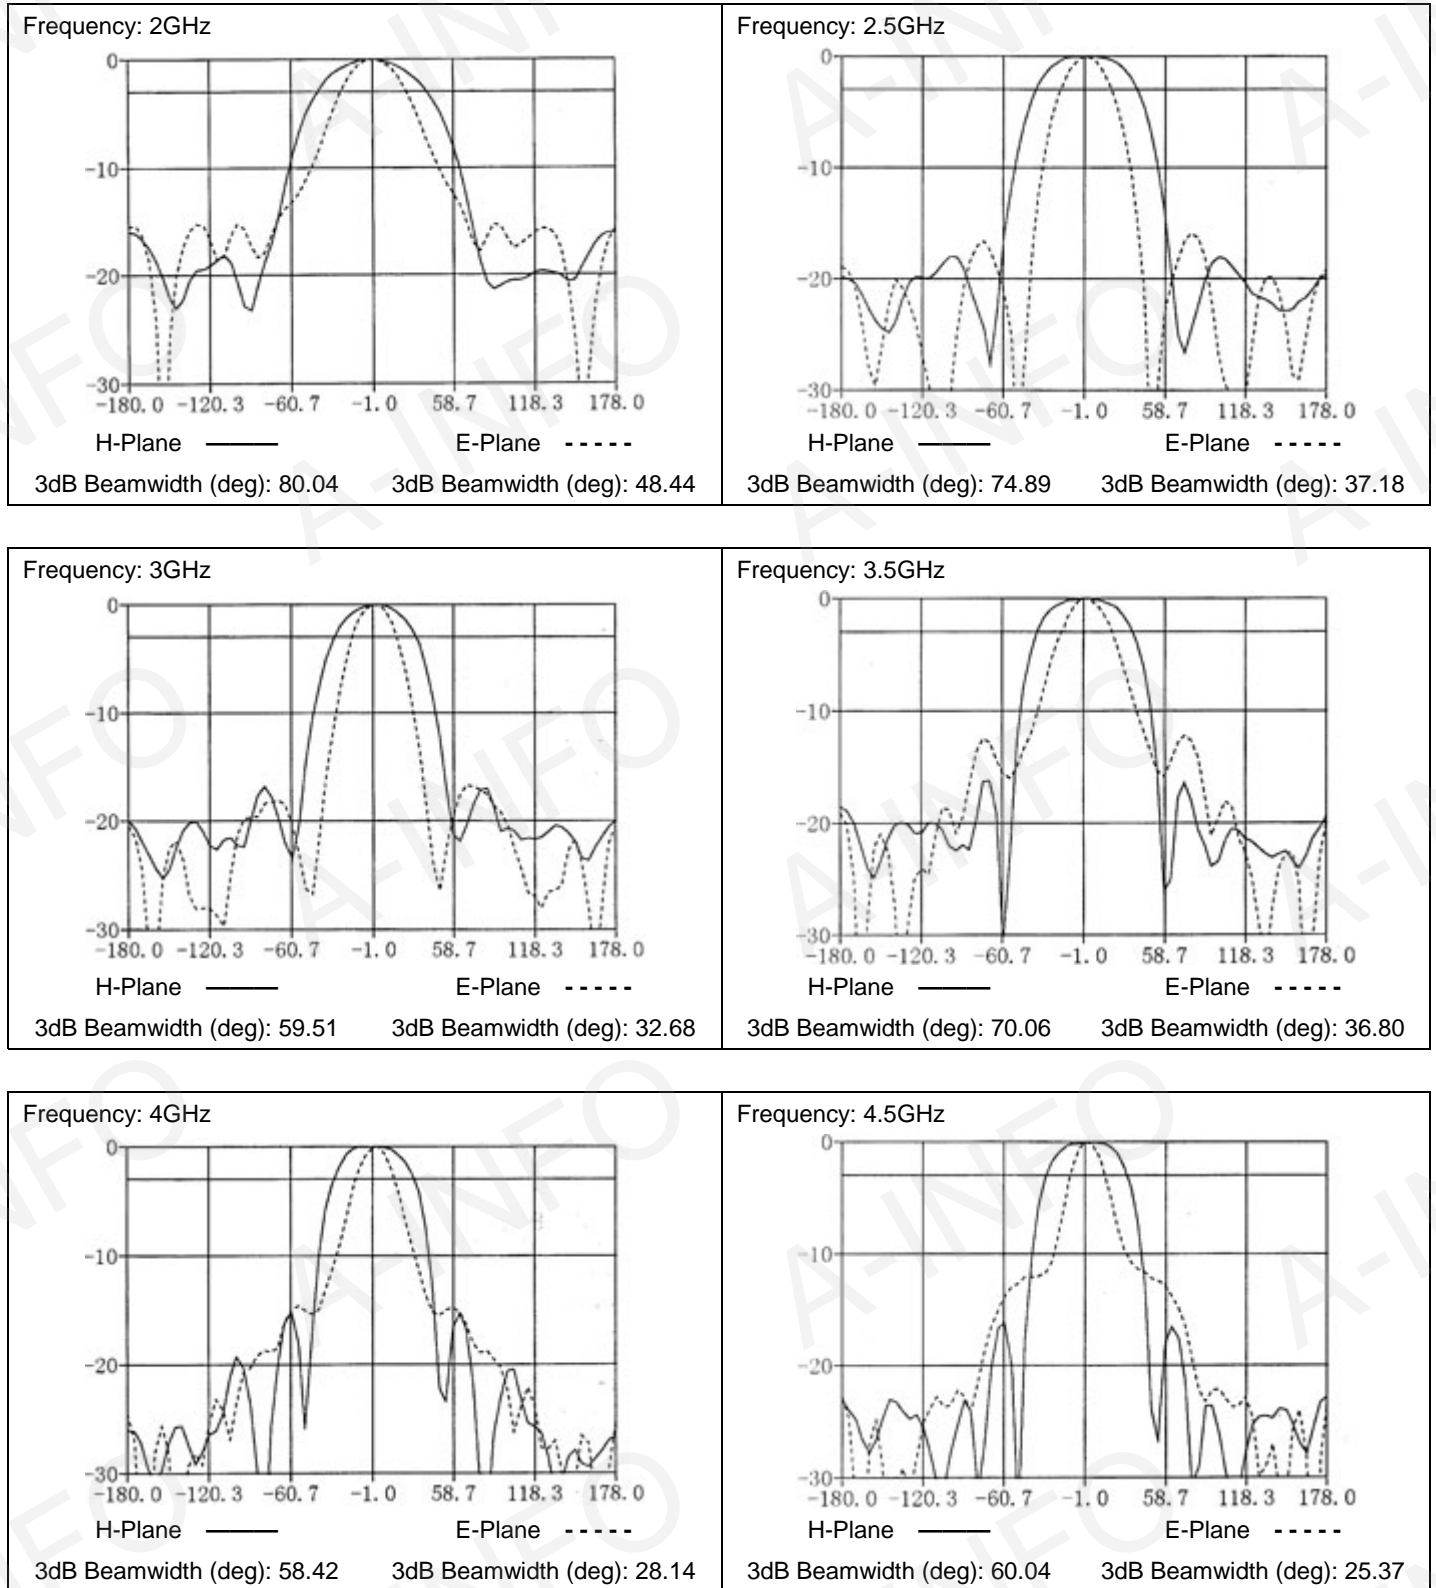 Frequency: 2GHz
0
-10
-20
-30
-180.0 -120.3 -60.7 -1.0 58.7 118.3 178.0
H-Plane E-Plane
3dB Beamwidth (deg): 80.04 3dB Beamwidth (deg): 48.44
Frequency: 2.5GHz
0
-10
-20
-30
-180.0 -120.3 -60.7 -1.0 58.7 118.3 178.0
H-Plane E-Plane
3dB Beamwidth (deg): 74.89 3dB Beamwidth (deg): 37.18
Frequency: 3GHz
0
-10
-20
-30
-180.0 -120.3 -60.7 -1.0 58.7 118.3 178.0
H-Plane E-Plane
3dB Beamwidth (deg): 59.51 3dB Beamwidth (deg): 32.68
Frequency: 3.5GHz
0
-10
-20
-30
-180.0 -120.3 -60.7 -1.0 58.7 118.3 178.0
H-Plane E-Plane
3dB Beamwidth (deg): 70.06 3dB Beamwidth (deg): 36.80
Frequency: 4GHz
0
-10
-20
-30
-180.0 -120.3 -60.7 -1.0 58.7 118.3 178.0
H-Plane E-Plane
3dB Beamwidth (deg): 58.42 3dB Beamwidth (deg): 28.14
Frequency: 4.5GHz
0
-10
-20
-30
-180.0 -120.3 -60.7 -1.0 58.7 118.3 178.0
H-Plane E-Plane
3dB Beamwidth (deg): 60.04 3dB Beamwidth (deg): 25.37
A-INFO